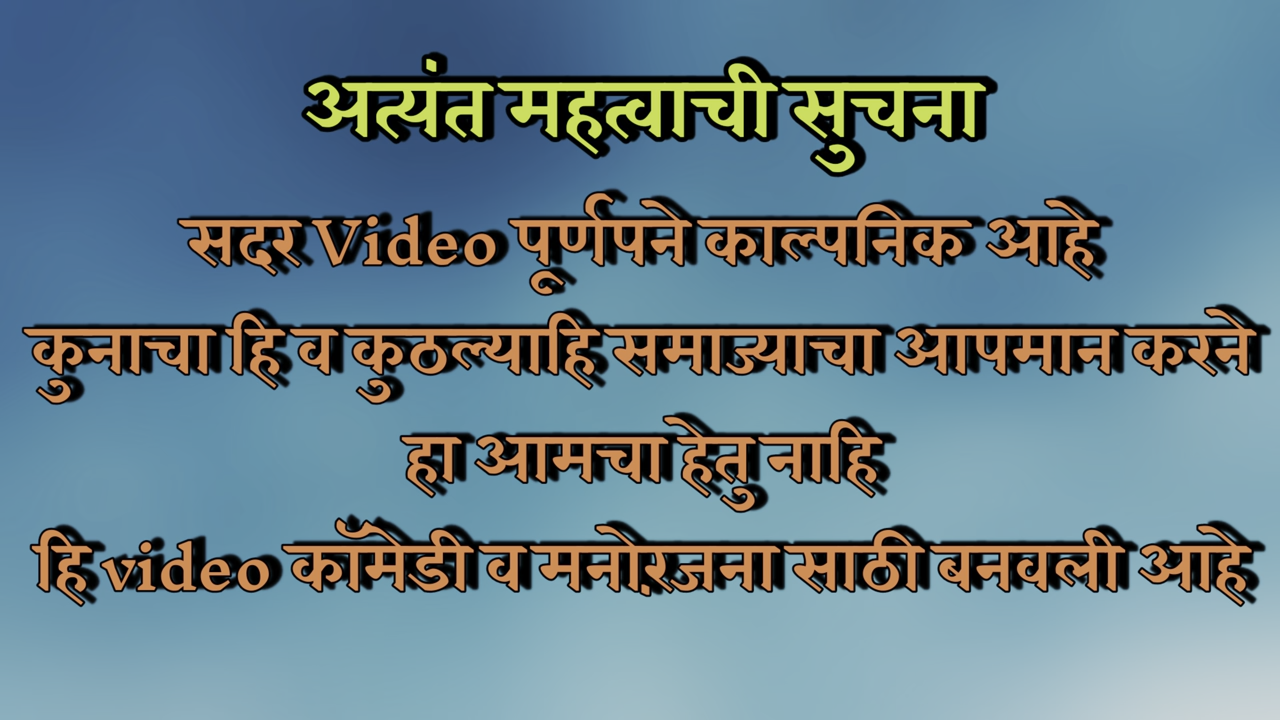 अत्यंत महत्वाची सुचना
सदर Video पूर्णपने काल्पनिक आहे
कुनाचा हि व कुठल्याहि समाज्याचा आपमान करने
हा आमचा हेतु नाहि
हि video कॉमेडी व मनोऱ़जना साठी बनवली आहे